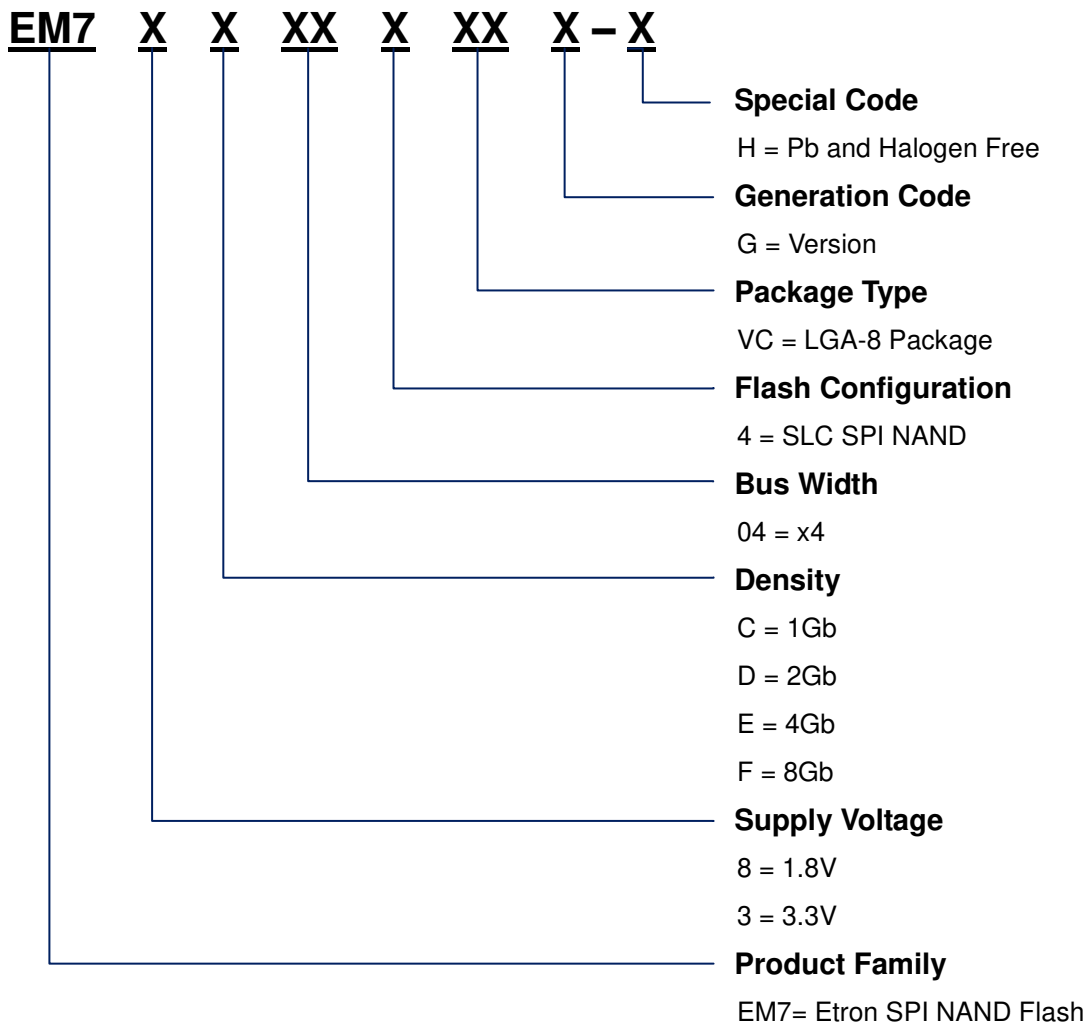 EM7 X X XX X XX X – X
Special Code
H = Pb and Halogen Free
Generation Code
G = Version
Package Type
VC = LGA-8 Package
Flash Configuration
4 = SLC SPI NAND
Bus Width
04 = x4
Density
C = 1Gb
D = 2Gb
E = 4Gb
F = 8Gb
Supply Voltage
8 = 1.8V
3 = 3.3V
Product Family
EM7= Etron SPI NAND Flash